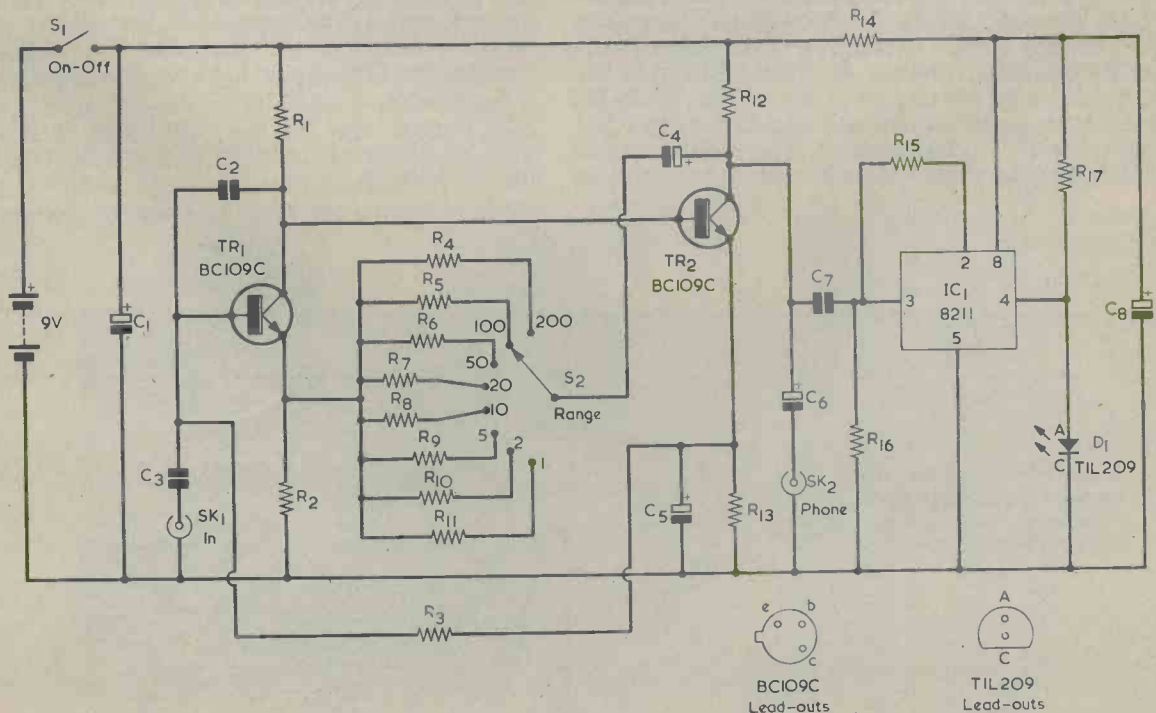 S1
On-Off
R14
R1
R12
C4
R15
R17
C2
TR1
BC109C
R4
R5
R6
R7
R8
R9
R10
R11
100
200
50
20
10
5
2
1
S2
Range
TR2
BC109C
C7
2 8
3 IC1 4
8211
5
C8
9V
+
C1
+
C3
SK1
In
R2
C5
+
R13
C6
+
SK2
Phone
R16
A
C
D1
TIL209
R3
e b
c
BC109C
Lead-outs
A
C
TIL209
Lead-outs